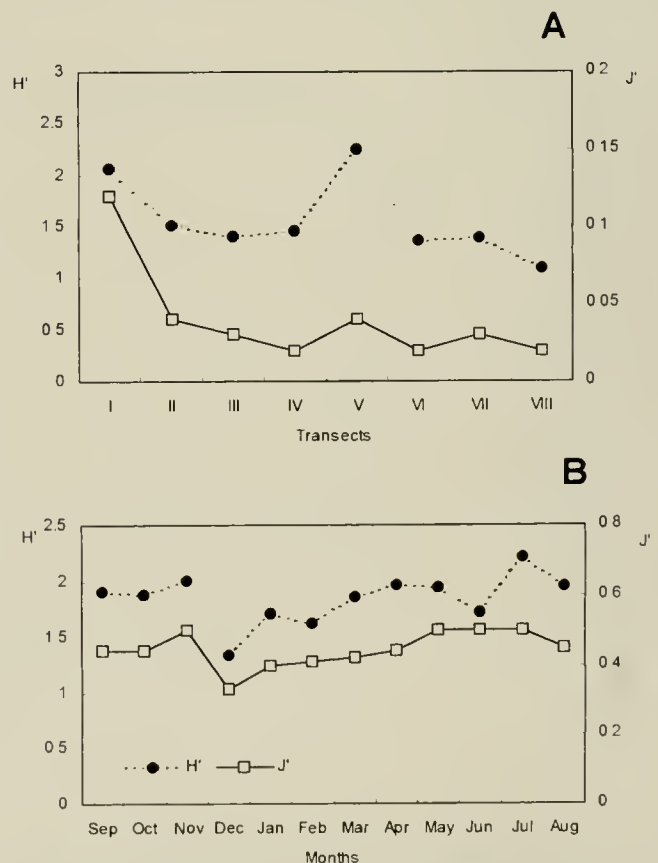 A
H'
3
2.5
2
1.5
1
0 5
0
0 2
J'
0.15
0 1
0 05
0
I II III IV V VI VII VIII
Transects
B
H'
2.5
2
1.5
1
0 5
0
0 8
J'
0.6
0 4
0 2
0
H' J'
Sep Oct Nov Dec Jan Feb Mar Apr May Jun Jul Aug
Months